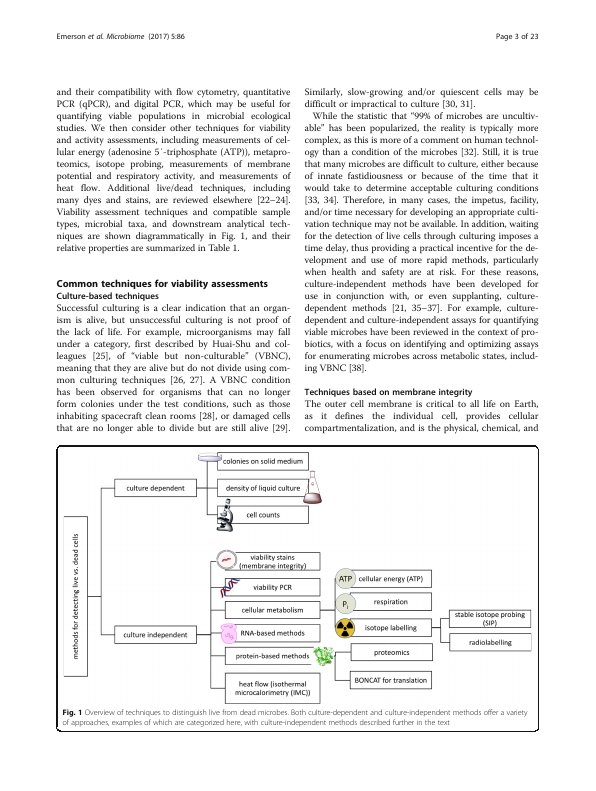 Emerson et al. Microbiome (2017) 5:86
Page 3 of 23
and their compatibility with flow cytometry, quantitative
PCR (qPCR), and digital PCR, which may be useful for
quantifying viable populations in microbial ecological
studies. We then consider other techniques for viability
and activity assessments, including measurements of cel-
lular energy (adenosine 5′-triphosphate (ATP)), metapro-
teomics, isotope probing, measurements of membrane
potential and respiratory activity, and measurements of
heat flow. Additional live/dead techniques, including
many dyes and stains, are reviewed elsewhere [22–24].
Viability assessment techniques and compatible sample
types, microbial taxa, and downstream analytical tech-
niques are shown diagrammatically in Fig. 1, and their
relative properties are summarized in Table 1.
Common techniques for viability assessments
Culture-based techniques
Successful culturing is a clear indication that an organ-
ism is alive, but unsuccessful culturing is not proof of
the lack of life. For example, microorganisms may fall
under a category, first described by Huai-Shu and col-
leagues [25], of “viable but non-culturable” (VBNC),
meaning that they are alive but do not divide using com-
mon culturing techniques [26, 27]. A VBNC condition
has been observed for organisms that can no longer
form colonies under the test conditions, such as those
inhabiting spacecraft clean rooms [28], or damaged cells
that are no longer able to divide but are still alive [29].
Similarly, slow-growing and/or quiescent cells may be
difficult or impractical to culture [30, 31].
While the statistic that “99% of microbes are uncultiv-
able” has been popularized, the reality is typically more
complex, as this is more of a comment on human technol-
ogy than a condition of the microbes [32]. Still, it is true
that many microbes are difficult to culture, either because
of innate fastidiousness or because of the time that it
would take to determine acceptable culturing conditions
[33, 34]. Therefore, in many cases, the impetus, facility,
and/or time necessary for developing an appropriate culti-
vation technique may not be available. In addition, waiting
for the detection of live cells through culturing imposes a
time delay, thus providing a practical incentive for the de-
velopment and use of more rapid methods, particularly
when health and safety are at risk. For these reasons,
culture-independent methods have been developed for
use in conjunction with, or even supplanting, culture-
dependent methods [21, 35–37]. For example, culture-
dependent and culture-independent assays for quantifying
viable microbes have been reviewed in the context of pro-
biotics, with a focus on identifying and optimizing assays
for enumerating microbes across metabolic states, includ-
ing VBNC [38].
Techniques based on membrane integrity
The outer cell membrane is critical to all life on Earth,
as it defines the individual cell, provides cellular
compartmentalization, and is the physical, chemical, and
methods for detecting live vs. dead cells
culture dependent
colonies on solid medium
density of liquid culture
cell counts
culture independent
viability stains
(membrane integrity)
viability PCR
cellular metabolism
RNA-based methods
protein-based methods
heat flow (isothermal
microcalorimetry (IMC))
ATP
cellular energy (ATP)
Pi
respiration
isotope labelling
proteomics
BONCAT for translation
stable isotope probing
(SIP)
radiolabelling
Fig. 1 Overview of techniques to distinguish live from dead microbes. Both culture-dependent and culture-independent methods offer a variety
of approaches, examples of which are categorized here, with culture-independent methods described further in the text